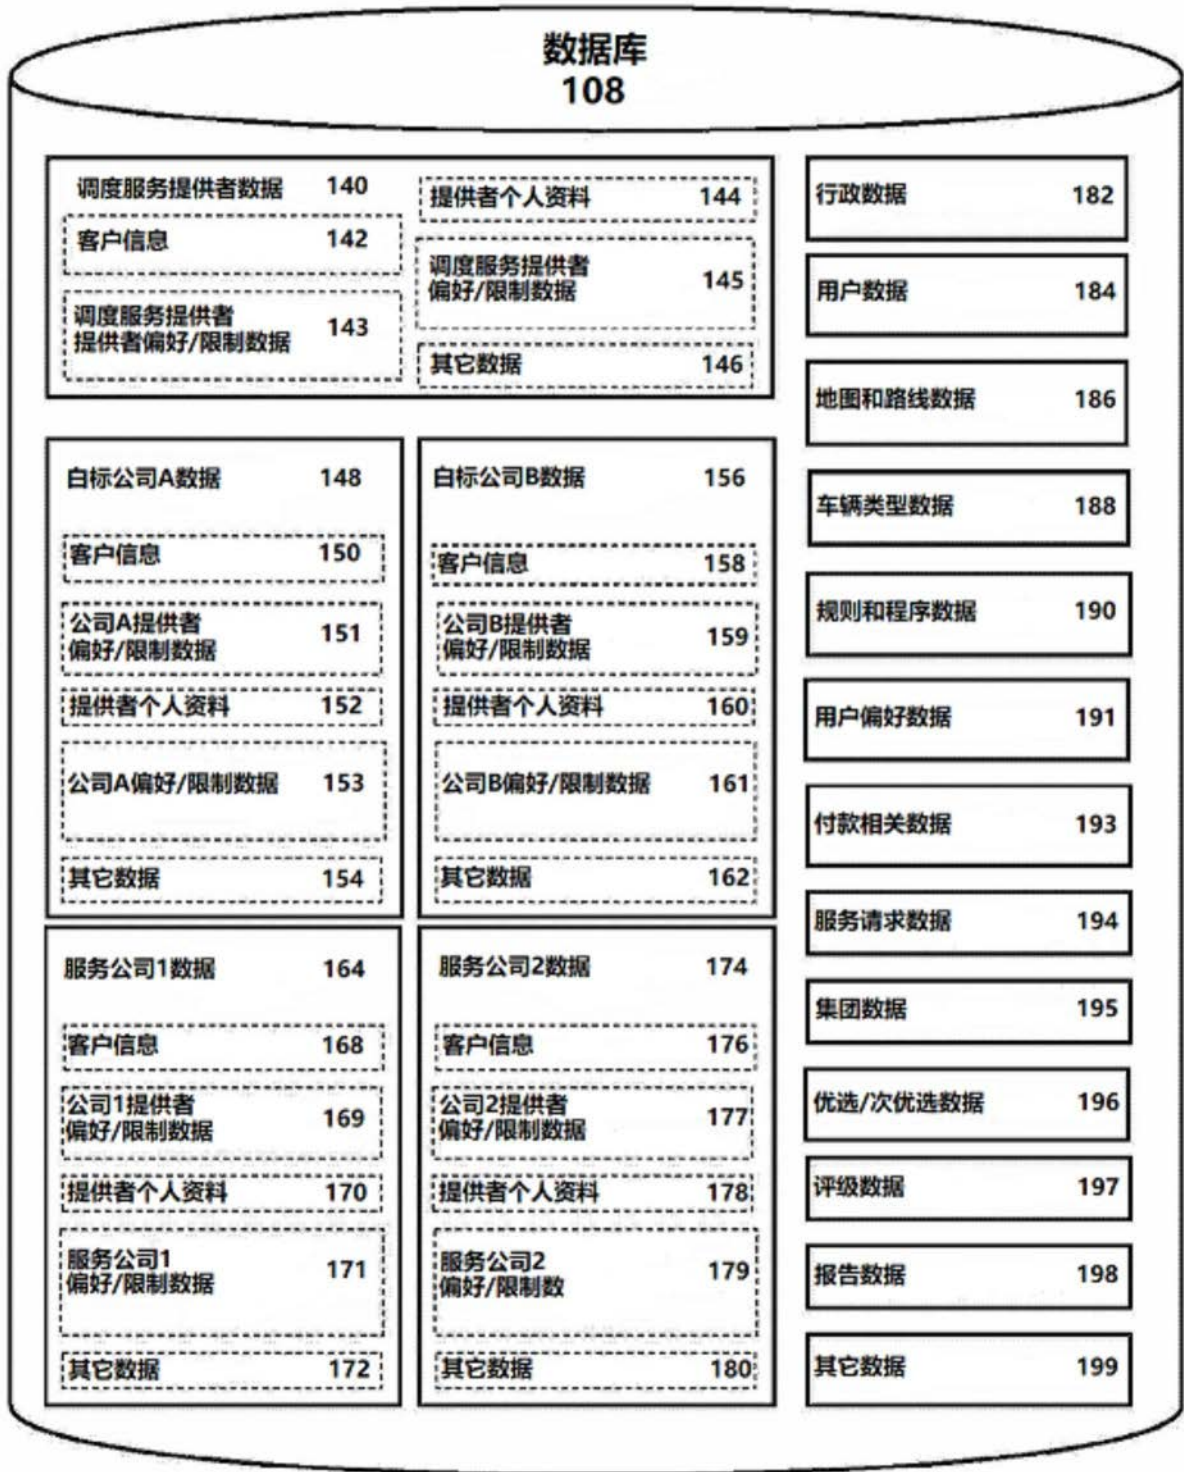 数据库
108
调度服务提供者数据 140
客户信息 142
调度服务提供者
提供者偏好/限制数据 143
提供者个人资料 144
调度服务提供者
偏好/限制数据 145
其它数据 146
白标公司A数据 148
客户信息 150
公司A提供者
偏好/限制数据 151
提供者个人资料 152
公司A偏好/限制数据 153
其它数据 154
白标公司B数据 156
客户信息 158
公司B提供者
偏好/限制数据 159
提供者个人资料 160
公司B偏好/限制数据 161
其它数据 162
服务公司1数据 164
客户信息 168
公司1提供者
偏好/限制数据 169
提供者个人资料 170
服务公司1
偏好/限制数据 171
其它数据 172
服务公司2数据 174
客户信息 176
公司2提供者
偏好/限制数据 177
提供者个人资料 178
服务公司2
偏好/限制数 179
其它数据 180
行政数据 182
用户数据 184
地图和路线数据 186
车辆类型数据 188
规则和程序数据 190
用户偏好数据 191
付款相关数据 193
服务请求数据 194
集团数据 195
优选/次优选数据 196
评级数据 197
报告数据 198
其它数据 199